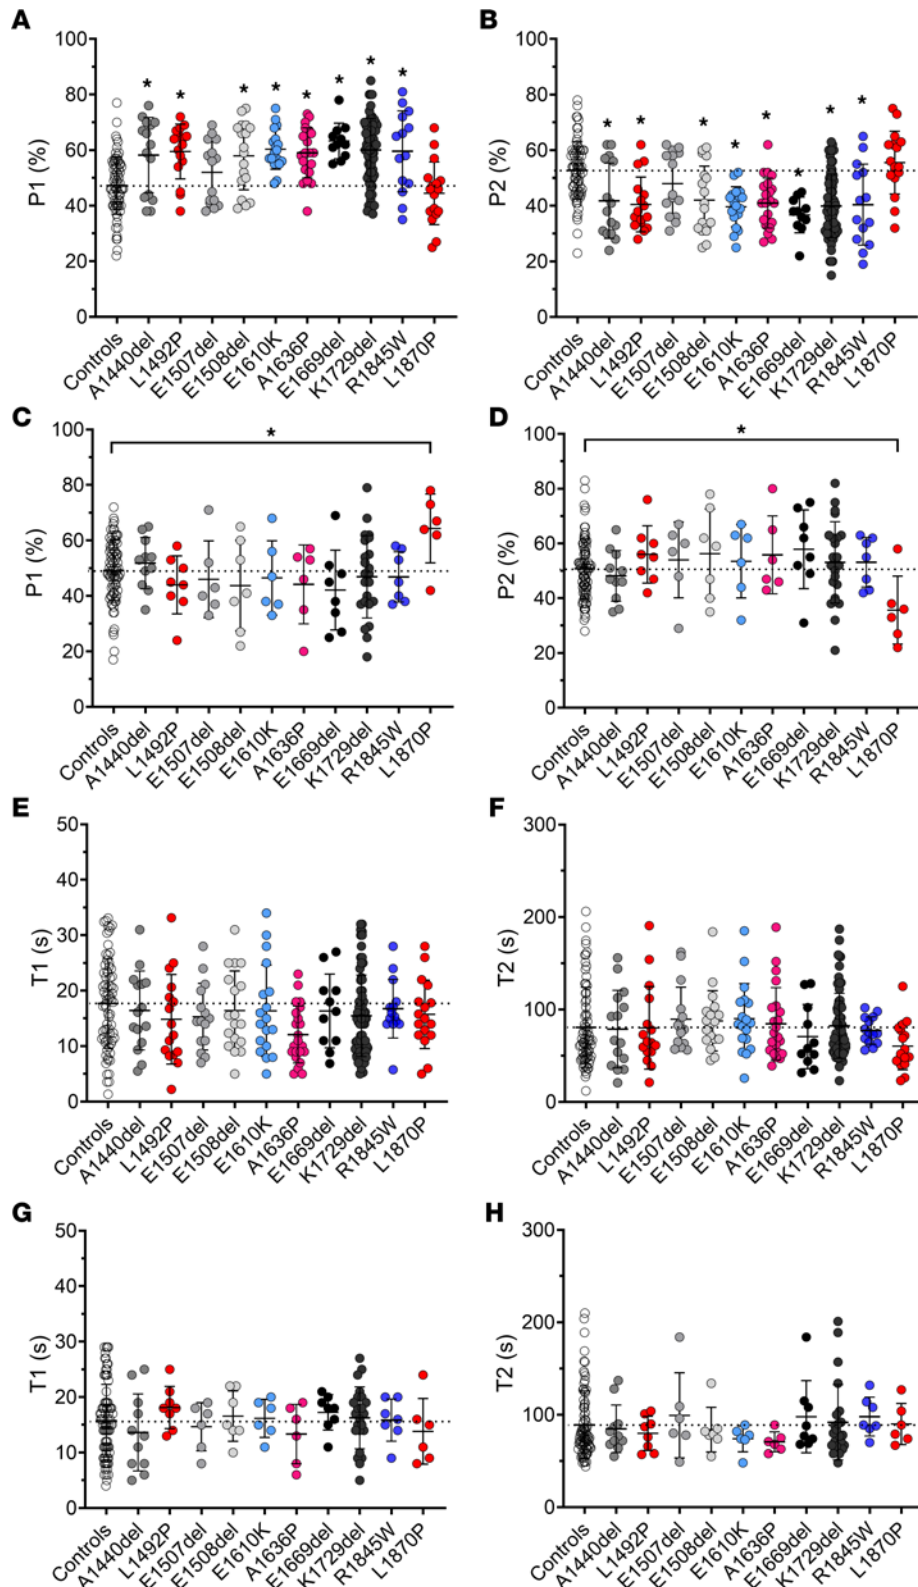 A
P1 (%)
100
80
60
40
20
0
* * * * * * * *
Controls
A1440del
L1492P
E1507del
E1508del
E1610K
A1636P
E1669del
K1729del
R1845W
L1870P
B
P2 (%)
100
80
60
40
20
0
* * * * * * * *
Controls
A1440del
L1492P
E1507del
E1508del
E1610K
A1636P
E1669del
K1729del
R1845W
L1870P
C
P1 (%)
100
80
60
40
20
0
*
Controls
A1440del
L1492P
E1507del
E1508del
E1610K
A1636P
E1669del
K1729del
R1845W
L1870P
D
P2 (%)
100
80
60
40
20
0
*
Controls
A1440del
L1492P
E1507del
E1508del
E1610K
A1636P
E1669del
K1729del
R1845W
L1870P
E
T1 (s)
50
40
30
20
10
0
Controls
A1440del
L1492P
E1507del
E1508del
E1610K
A1636P
E1669del
K1729del
R1845W
L1870P
F
T2 (s)
300
200
100
0
Controls
A1440del
L1492P
E1507del
E1508del
E1610K
A1636P
E1669del
K1729del
R1845W
L1870P
G
T1 (s)
50
40
30
20
10
0
Controls
A1440del
L1492P
E1507del
E1508del
E1610K
A1636P
E1669del
K1729del
R1845W
L1870P
H
T2 (s)
300
200
100
0
Controls
A1440del
L1492P
E1507del
E1508del
E1610K
A1636P
E1669del
K1729del
R1845W
L1870P